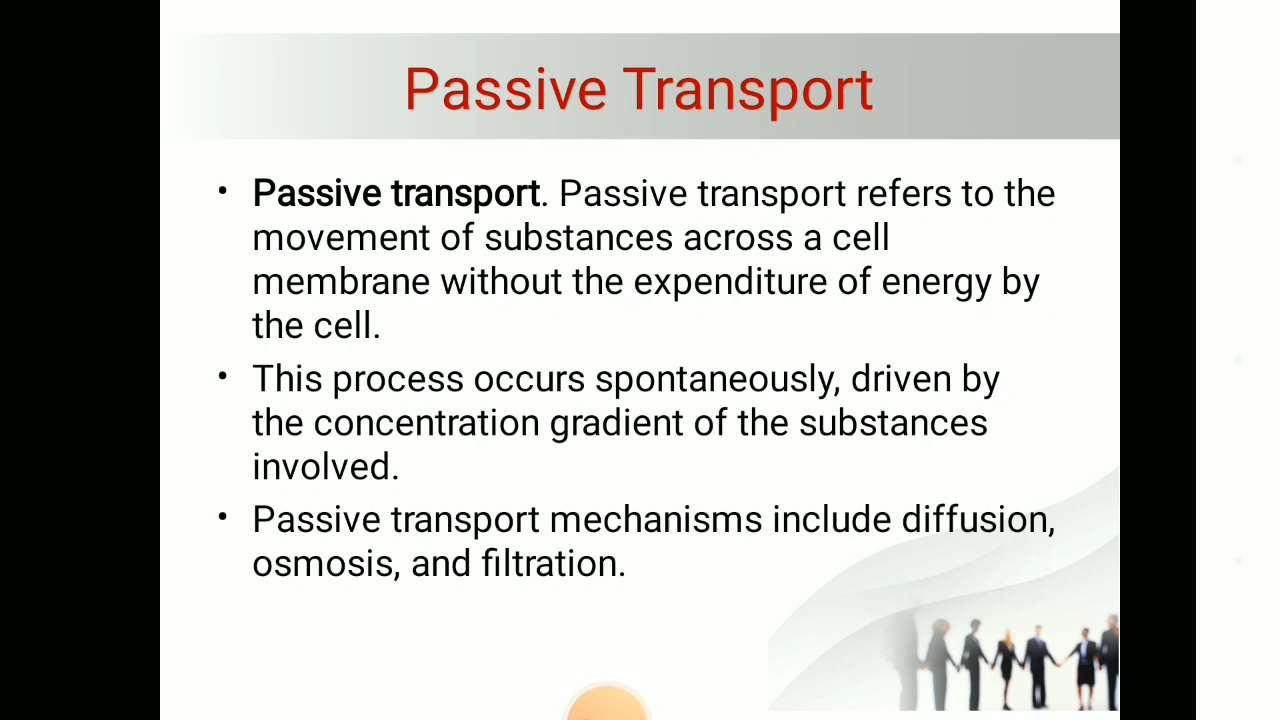 Passive Transport
• Passive transport. Passive transport refers to the
movement of substances across a cell
membrane without the expenditure of energy by
the cell.
• This process occurs spontaneously, driven by
the concentration gradient of the substances
involved.
• Passive transport mechanisms include diffusion,
osmosis, and filtration.